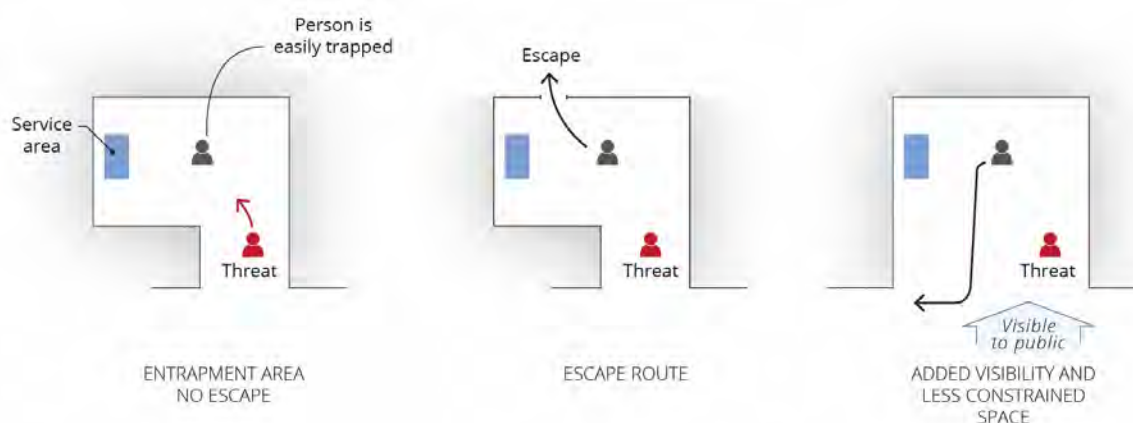 Person is
easily trapped
Service
area
Threat
ENTRAPMENT AREA
NO ESCAPE
Escape
Threat
ESCAPE ROUTE
Threat
Visible
to public
ADDED VISIBILITY AND
LESS CONSTRAINED
SPACE